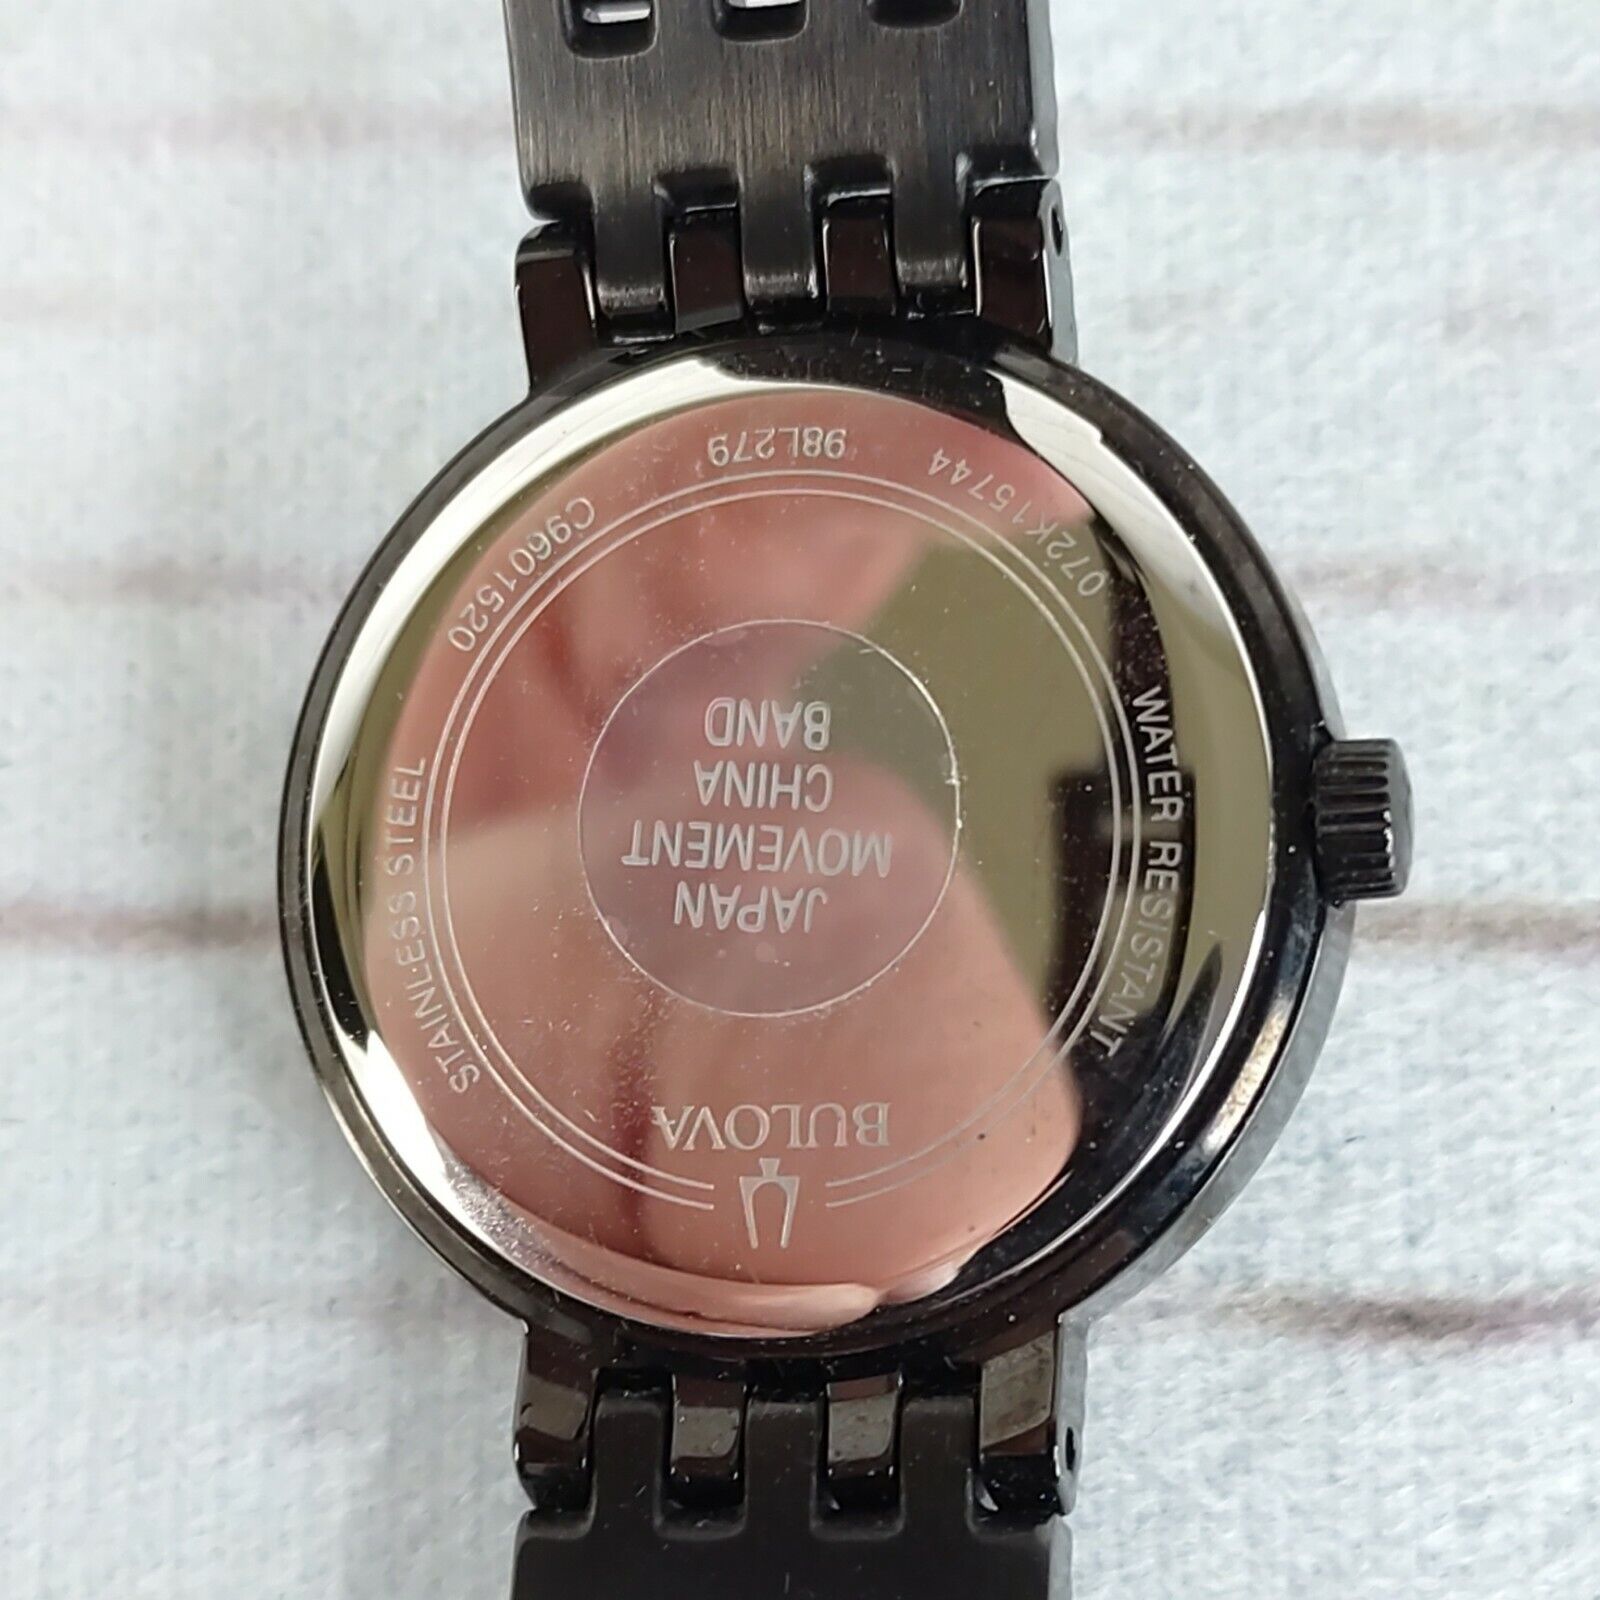 BULOVA
STAINLESS STEEL
WATER RESISTANT
JAPAN
MOVEMENT
CHINA
BAND
C9601520
98L279
072K15744